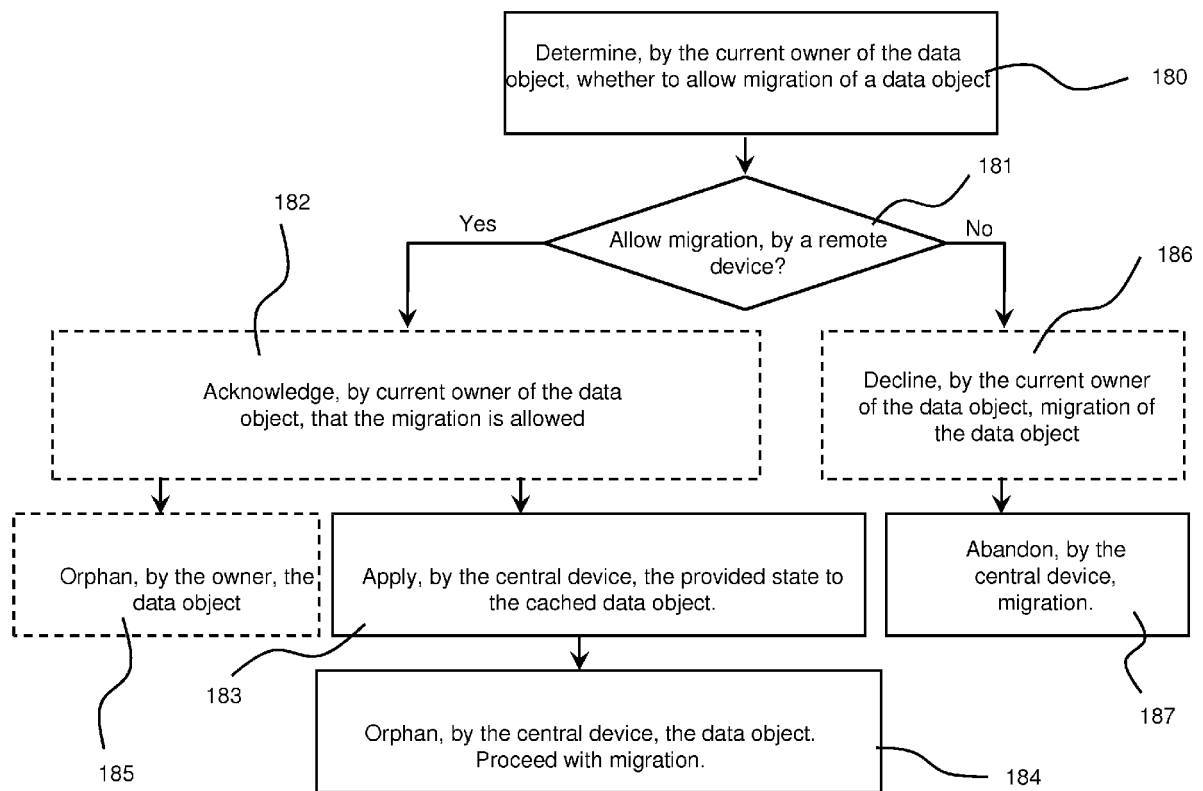 Determine, by the current owner of the data
object, whether to allow migration of a data object
180
181
182
Yes
No
Allow migration, by a remote
device?
186
Acknowledge, by current owner of the data
object, that the migration is allowed
Decline, by the current owner
of the data object, migration of
the data object
Orphan, by the owner, the
data object
Apply, by the central device, the provided state to
the cached data object.
Abandon, by the
central device,
migration.
183
187
185
Orphan, by the central device, the data object.
Proceed with migration.
184